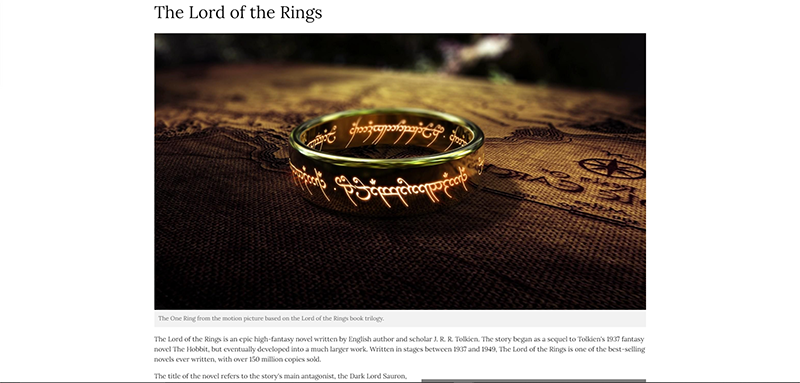 The Lord of the Rings
The One Ring from the motion picture based on the Lord of the Rings book trilogy.
The Lord of the Rings is an epic high-fantasy novel written by English author and scholar J. R. R. Tolkien. The story began as a sequel to Tolkien's 1937 fantasy
novel The Hobbit, but eventually developed into a much larger work. Written in stages between 1937 and 1949, The Lord of the Rings is one of the best-selling
novels ever written, with over 150 million copies sold.
The title of the novel refers to the story's main antagonist, the Dark Lord Sauron,